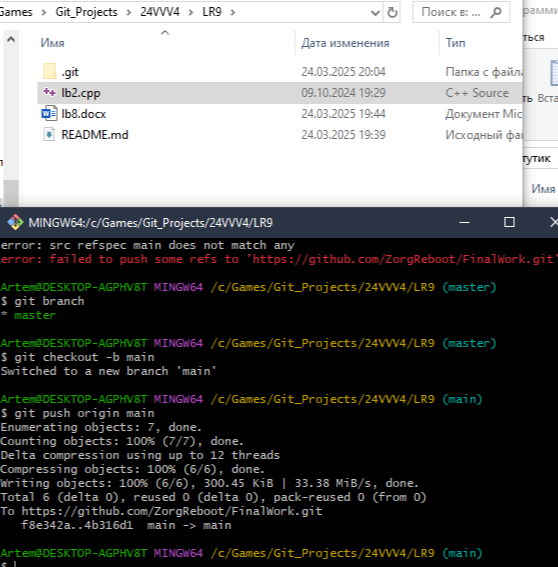 Games > Git_Projects > 24VVV4 > LR9 >
Поиск в: ...
Имя
Дата изменения
Тип
.git
24.03.2025 20:04
Папка с файла
lb2.cpp
09.10.2024 19:29
C++ Source
lb8.docx
24.03.2025 19:44
Документ Mic
README.md
24.03.2025 19:39
Исходный фай
ться
ть Вста
тутик
Имя
MINGW64:/c/Games/Git_Projects/24VVV4/LR9
error: src refspec main does not match any
error: failed to push some refs to 'https://github.com/ZorgReboot/FinalWork.git'
Artem@DESKTOP-AGPHV8T MINGW64 /c/Games/Git_Projects/24VVV4/LR9 (master)
$ git branch
* master
Artem@DESKTOP-AGPHV8T MINGW64 /c/Games/Git_Projects/24VVV4/LR9 (master)
$ git checkout -b main
Switched to a new branch 'main'
Artem@DESKTOP-AGPHV8T MINGW64 /c/Games/Git_Projects/24VVV4/LR9 (main)
$ git push origin main
Enumerating objects: 7, done.
Counting objects: 100% (7/7), done.
Delta compression using up to 12 threads
Compressing objects: 100% (6/6), done.
Writing objects: 100% (6/6), 300.45 KiB | 33.38 MiB/s, done.
Total 6 (delta 0), reused 0 (delta 0), pack-reused 0 (from 0)
To https://github.com/ZorgReboot/FinalWork.git
f8e342a..4b316d1 main -> main
Artem@DESKTOP-AGPHV8T MINGW64 /c/Games/Git_Projects/24VVV4/LR9 (main)
$